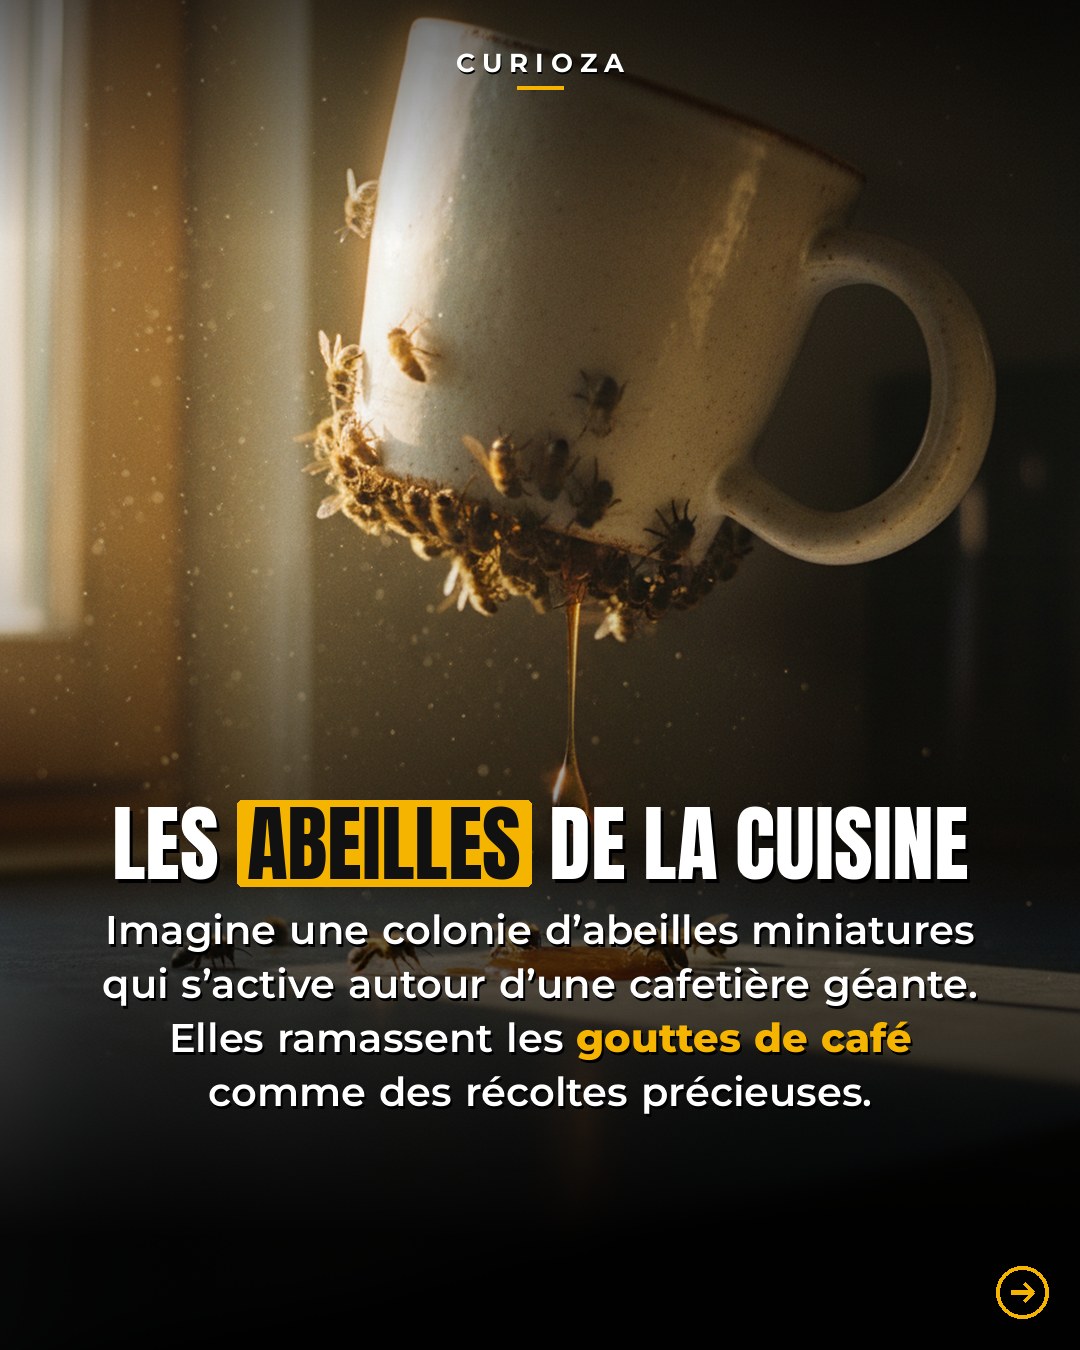 CURIOZA
LES ABEILLES DE LA CUISINE
Imagine une colonie d’abeilles miniatures
qui s’active autour d’une cafetière géante.
Elles ramassent les gouttes de café
comme des récoltes précieuses.